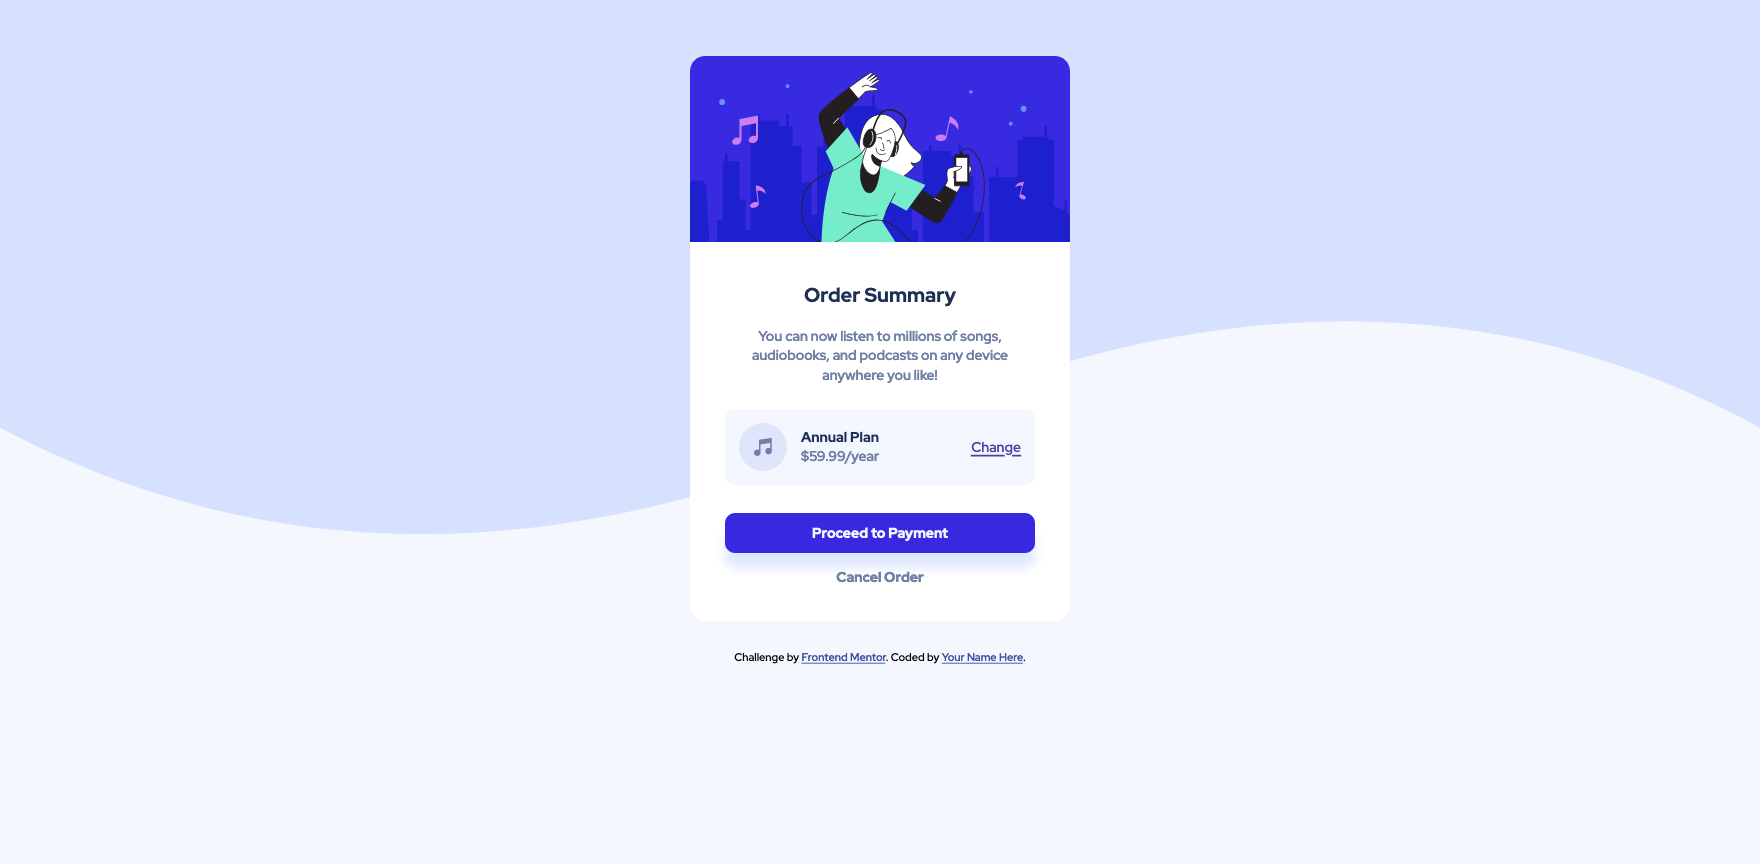 Order Summary
You can now listen to millions of songs,
audiobooks, and podcasts on any device
anywhere you like!
Annual Plan
$59.99/year
Change
Proceed to Payment
Cancel Order
Challenge by Frontend Mentor. Coded by Your Name Here.